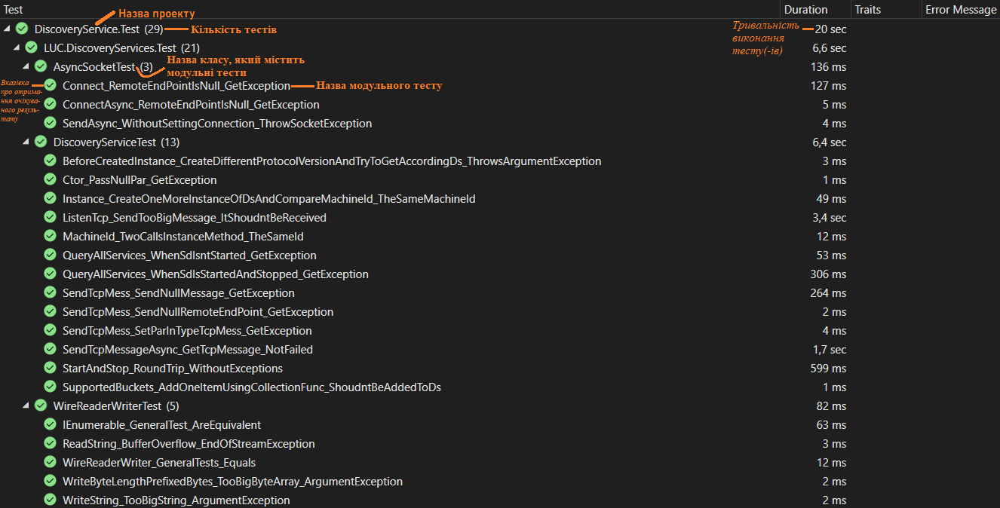 Test Duration Traits Error Message
Назва проекту
DiscoveryService.Test (29) Кількість тестів Тривальність виконання тесту(-ів) 20 sec
LUC.DiscoveryServices.Test (21) 6,6 sec
AsyncSocketTest (3) Назва класу, який містить модульні тести 136 ms
Вказівка про отрима-ння очікува-ного резуль-тату Connect_RemoteEndPointIsNull_GetException Назва модульного тесту 127 ms
ConnectAsync_RemoteEndPointIsNull_GetException 5 ms
SendAsync_WithoutSettingConnection_ThrowSocketException 4 ms
DiscoveryServiceTest (13) 6,4 sec
BeforeCreatedInstance_CreateDifferentProtocolVersionAndTryToGetAccordingDs_ThrowsArgumentException 3 ms
Ctor_PassNullPar_GetException 1 ms
Instance_CreateOneMoreInstanceOfDsAndCompareMachineId_TheSameMachineId 49 ms
ListenTcp_SendTooBigMessage_ItShoudntBeReceived 3,4 sec
MachineId_TwoCallsInstanceMethod_TheSameId 12 ms
QueryAllServices_WhenSdIsntStarted_GetException 53 ms
QueryAllServices_WhenSdIsStartedAndStopped_GetException 306 ms
SendTcpMess_SendNullMessage_GetException 264 ms
SendTcpMess_SendNullRemoteEndPoint_GetException 2 ms
SendTcpMess_SetParInTypeTcpMess_GetException 4 ms
SendTcpMessageAsync_GetTcpMessage_NotFailed 1,7 sec
StartAndStop_RoundTrip_WithoutExceptions 599 ms
SupportedBuckets_AddOneItemUsingCollectionFunc_ShoudntBeAddedToDs 1 ms
WireReaderWriterTest (5) 82 ms
IEnumerable_GeneralTest_AreEquivalent 63 ms
ReadString_BufferOverflow_EndOfStreamException 3 ms
WireReaderWriter_GeneralTests_Equals 12 ms
WriteByteLengthPrefixedBytes_TooBigByteArray_ArgumentException 2 ms
WriteString_TooBigString_ArgumentException 2 ms